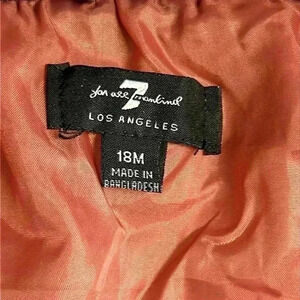 7
for all mankind
LOS ANGELES
18M
MADE IN
BANGLADESH